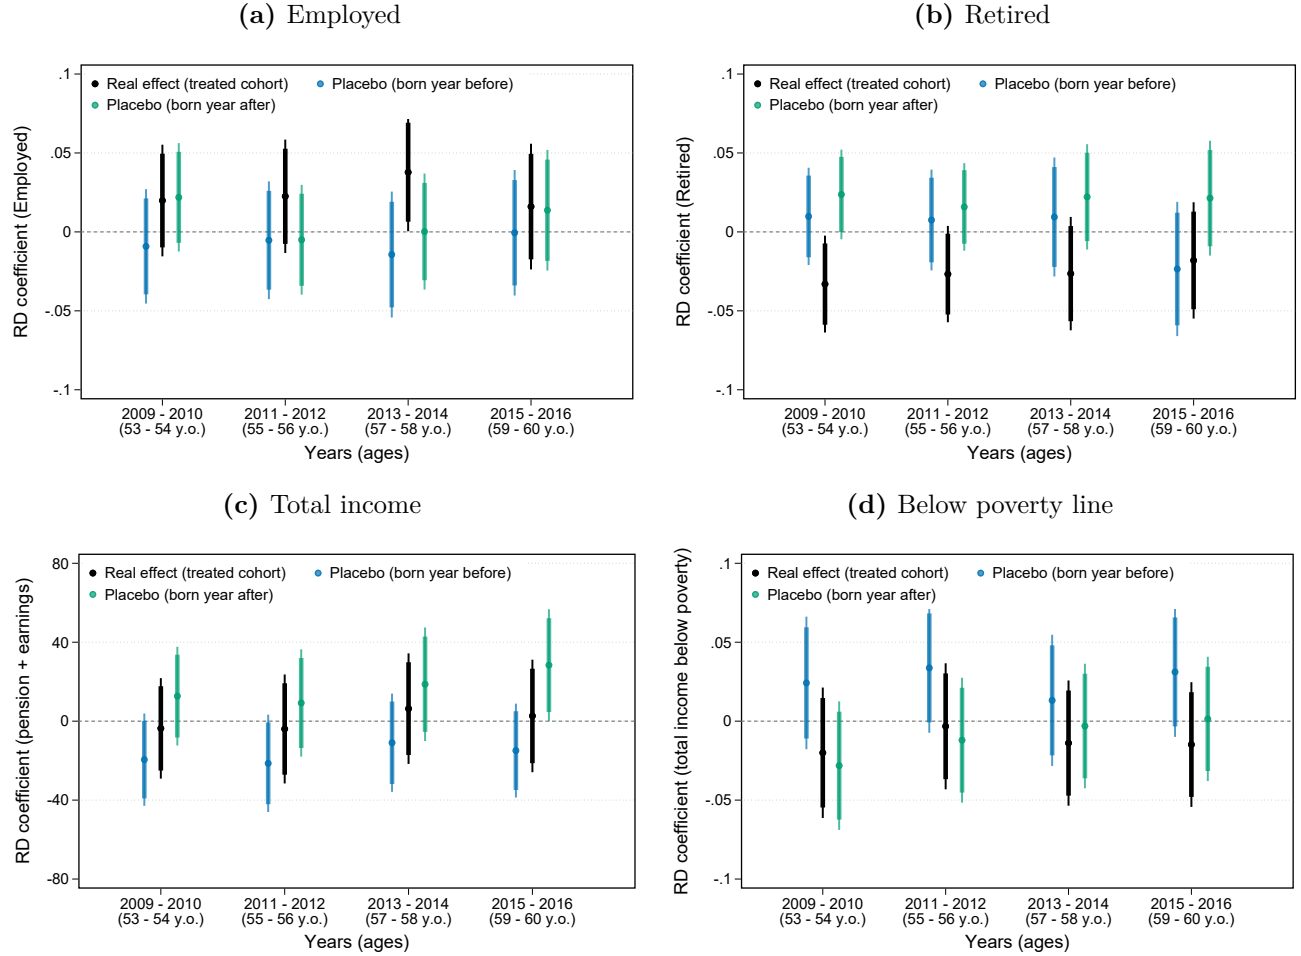 (a) Employed
RD coefficient (Employed)
.1
.05
0
-.05
-.1
Real effect (treated cohort)
Placebo (born year before)
Placebo (born year after)
2009 - 2010
(53 - 54 y.o.)
2011 - 2012
(55 - 56 y.o.)
2013 - 2014
(57 - 58 y.o.)
2015 - 2016
(59 - 60 y.o.)
Years (ages)
(b) Retired
RD coefficient (Retired)
.1
.05
0
-.05
-.1
Real effect (treated cohort)
Placebo (born year before)
Placebo (born year after)
2009 - 2010
(53 - 54 y.o.)
2011 - 2012
(55 - 56 y.o.)
2013 - 2014
(57 - 58 y.o.)
2015 - 2016
(59 - 60 y.o.)
Years (ages)
(c) Total income
RD coefficient (pension + earnings)
80
40
0
-40
-80
Real effect (treated cohort)
Placebo (born year before)
Placebo (born year after)
2009 - 2010
(53 - 54 y.o.)
2011 - 2012
(55 - 56 y.o.)
2013 - 2014
(57 - 58 y.o.)
2015 - 2016
(59 - 60 y.o.)
Years (ages)
(d) Below poverty line
RD coefficient (total income below poverty)
.1
.05
0
-.05
-.1
Real effect (treated cohort)
Placebo (born year before)
Placebo (born year after)
2009 - 2010
(53 - 54 y.o.)
2011 - 2012
(55 - 56 y.o.)
2013 - 2014
(57 - 58 y.o.)
2015 - 2016
(59 - 60 y.o.)
Years (ages)